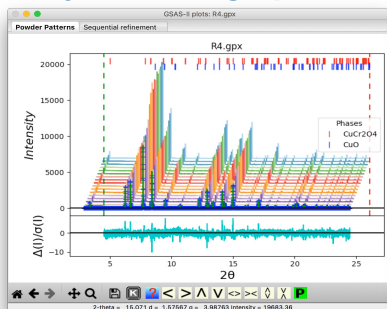 GSAS-II plots: R4.gpx
Powder Patterns Sequential refinement
R4.gpx
20000
15000
10000
5000
0
Intensity
Phases
CuCr2O4
CuO
0
−10
Δ(I)/σ(I)
5 10 15 20 25
2θ
K ? < > Λ V <> >< P
2-theta = 15.071 d = 1.57567 q = 3.98763 Intensity = 19683.36